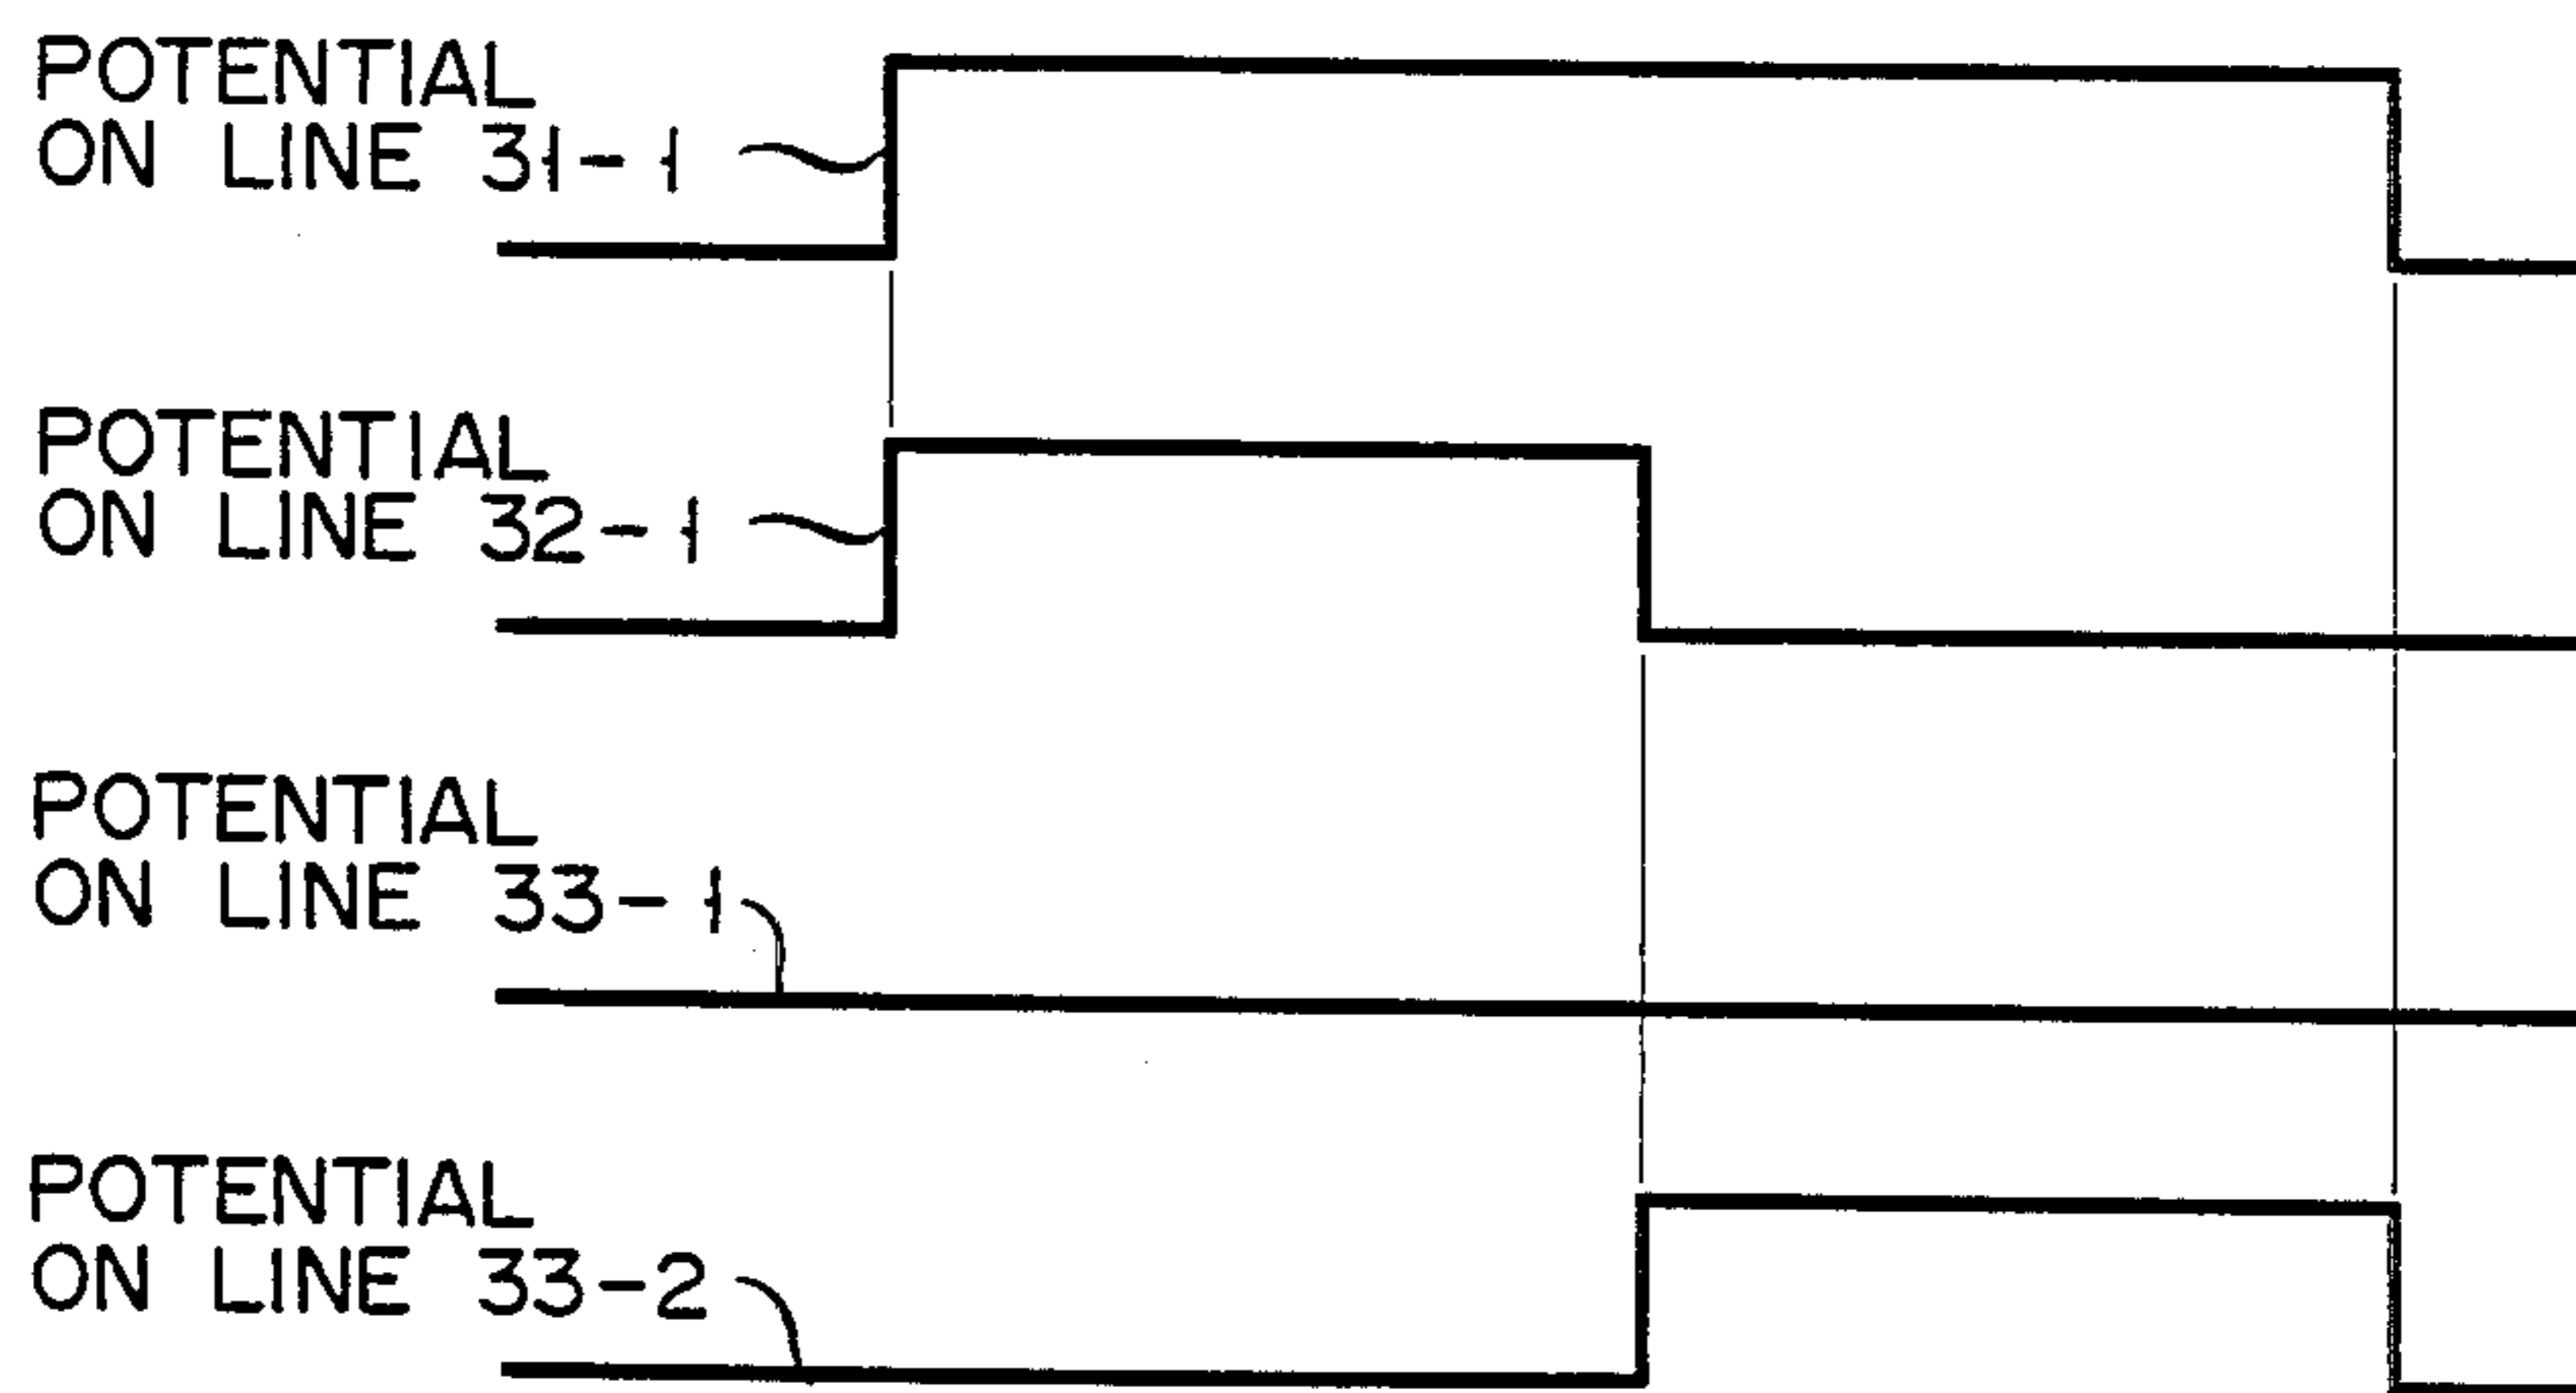 POTENTIAL
ON LINE 31-1
POTENTIAL
ON LINE 32-1
POTENTIAL
ON LINE 33-1
POTENTIAL
ON LINE 33-2